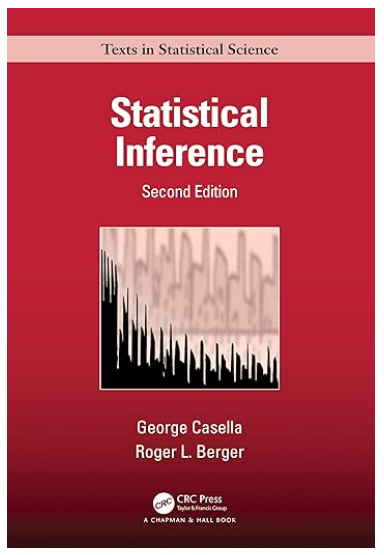 Texts in Statistical Science
Statistical
Inference
Second Edition
George Casella
Roger L. Berger
CRC
CRC Press
Taylor & Francis Group
A CHAPMAN & HALL BOOK